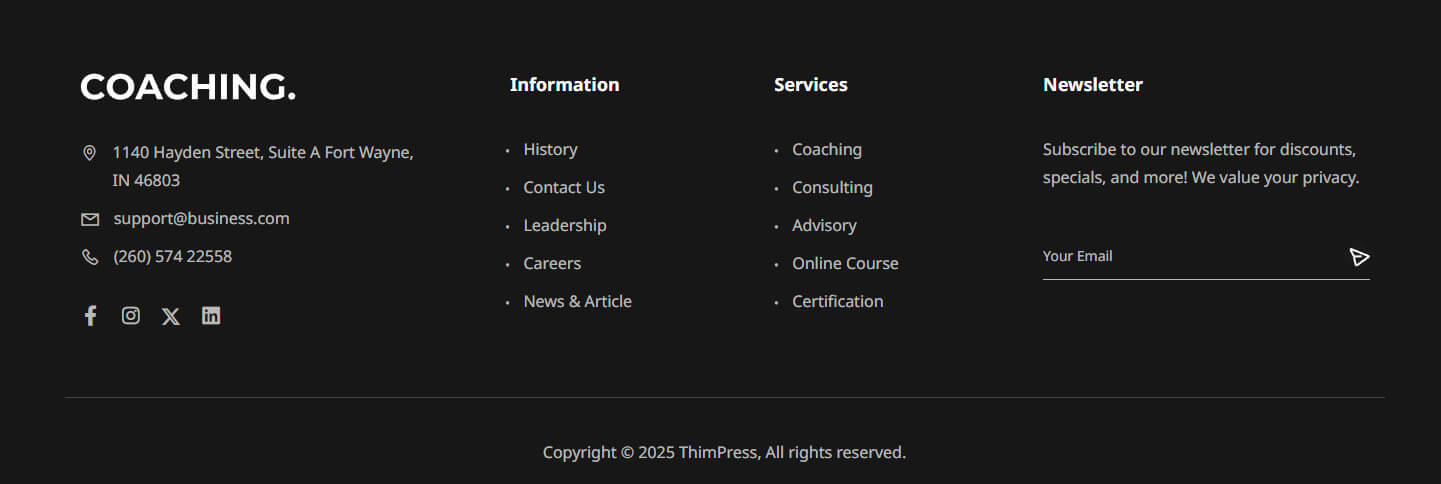 COACHING.
1140 Hayden Street, Suite A Fort Wayne,
IN 46803
support@business.com
(260) 574 22558
Information
History
Contact Us
Leadership
Careers
News & Article
Services
Coaching
Consulting
Advisory
Online Course
Certification
Newsletter
Subscribe to our newsletter for discounts,
specials, and more! We value your privacy.
Your Email
Copyright © 2025 ThimPress, All rights reserved.